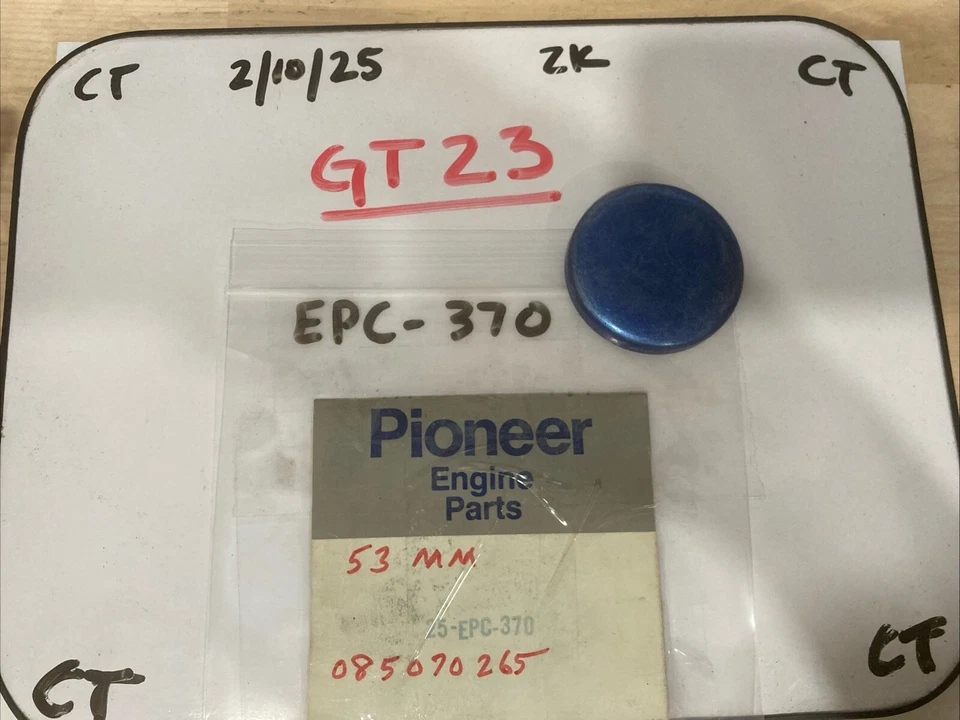 CT 2/10/25 ZK CT
GT23
EPC-370
Pioneer
Engine
Parts
53 MM
25-EPC-370
085070265
CT CT